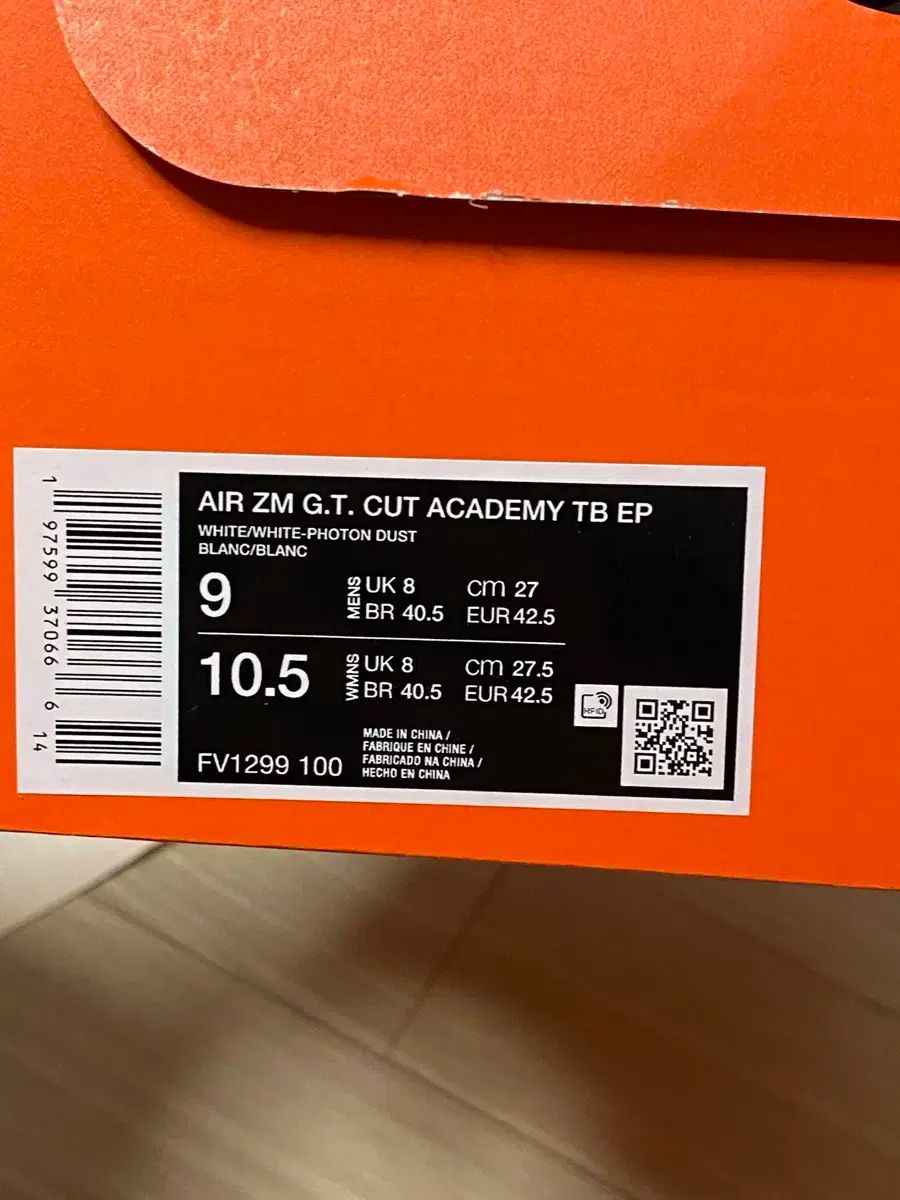 AIR ZM G.T. CUT ACADEMY TB EP
WHITE/WHITE-PHOTON DUST
BLANC/BLANC
9
MENS
UK 8 cm 27
BR 40.5 EUR 42.5
10.5
WMNS
UK 8 cm 27.5
BR 40.5 EUR 42.5
RFID
FV1299 100
MADE IN CHINA /
FABRIQUE EN CHINE /
FABRICADO NA CHINA /
HECHO EN CHINA
1 97599 37066 6 14